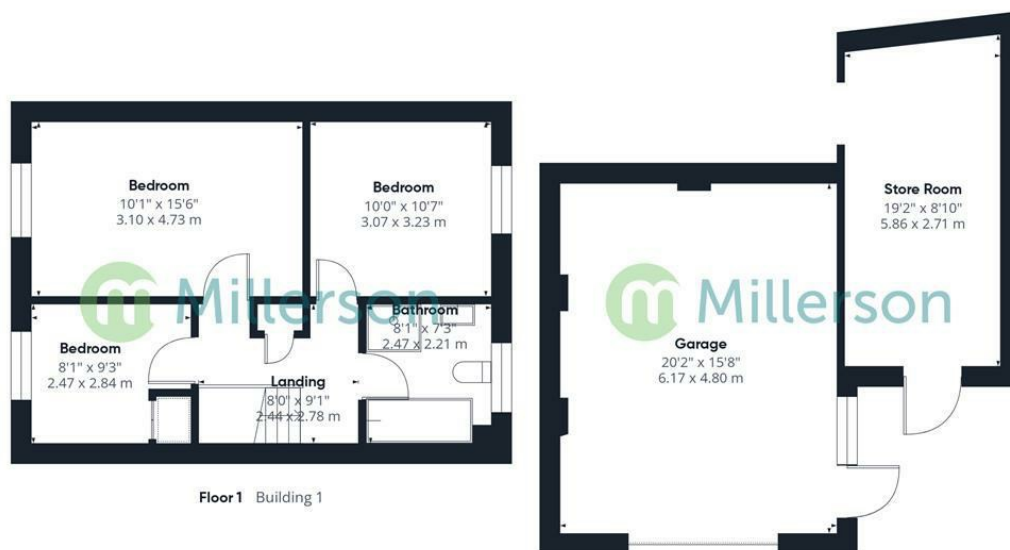 Bedroom
10'1" x 15'6"
3.10 x 4.73 m
Bedroom
10'0" x 10'7"
3.07 x 3.23 m
Store Room
19'2" x 8'10"
5.86 x 2.71 m
m Millerson
m Millerson
Bedroom
8'1" x 9'3"
2.47 x 2.84 m
Bathroom
8'1" x 7'3"
2.47 x 2.21 m
Landing
8'0" x 9'1"
2.44 x 2.78 m
Garage
20'2" x 15'8"
6.17 x 4.80 m
Floor 1 Building 1